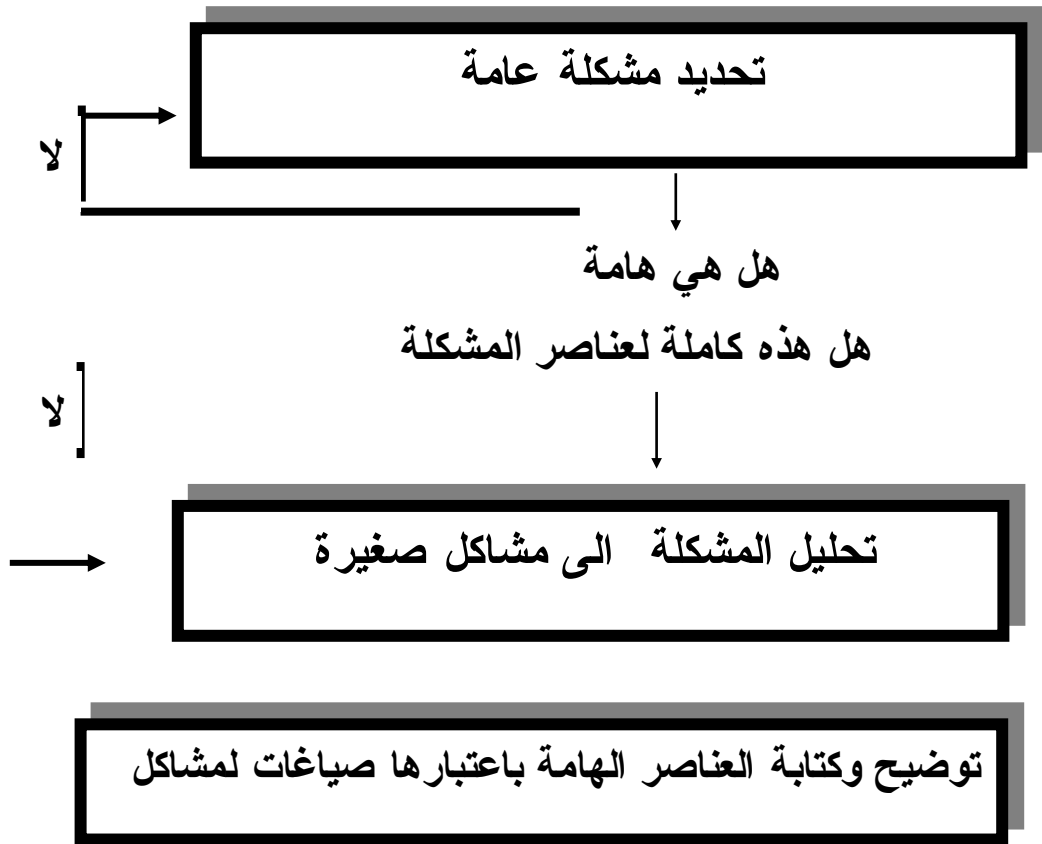 تحديد مشكلة عامة
لا
هل هي هامة
هل هذه كاملة لعناصر المشكلة
لا
تحليل المشكلة الى مشاكل صغيرة
توضيح وكتابة العناصر الهامة باعتبارها صياغات لمشاكل